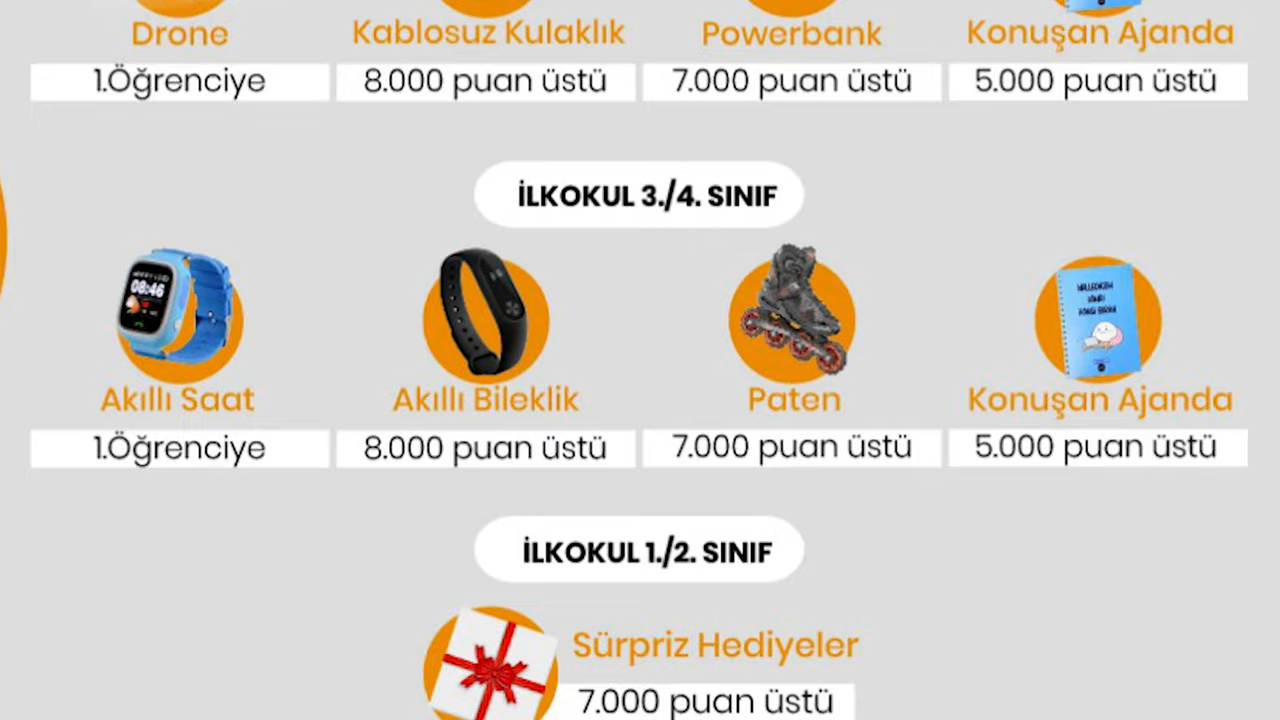 Drone
Kablosuz Kulaklık
Powerbank
Konuşan Ajanda
1.Öğrenciye
8.000 puan üstü
7.000 puan üstü
5.000 puan üstü
İLKOKUL 3./4. SINIF
08:46
Akıllı Saat
Akıllı Bileklik
Paten
Konuşan Ajanda
1.Öğrenciye
8.000 puan üstü
7.000 puan üstü
5.000 puan üstü
İLKOKUL 1./2. SINIF
Sürpriz Hediyeler
7.000 puan üstü